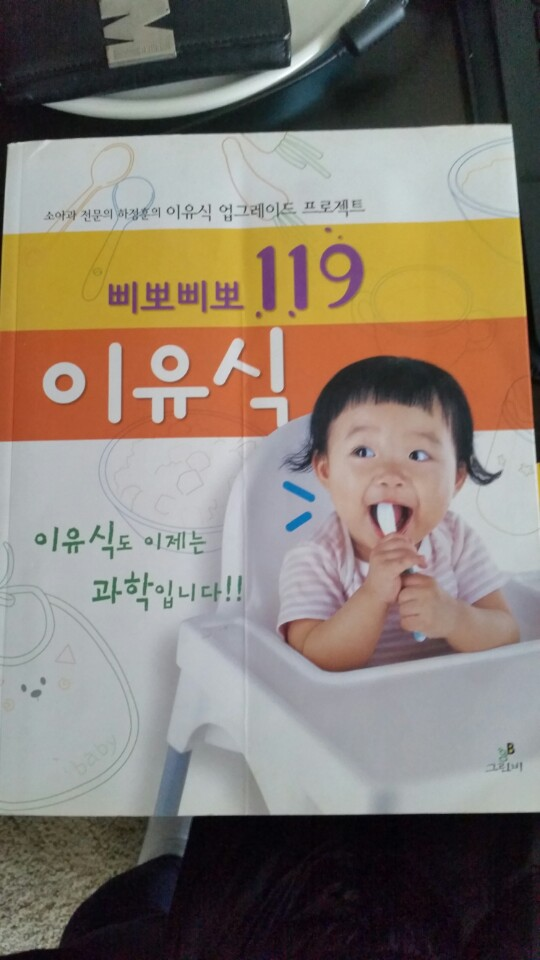 M
소아과 전문의 하정훈의 이유식 업그레이드 프로젝트
삐뽀삐뽀 119
이유식
이유식도 이제는
과학입니다!!
baby
B
그린비